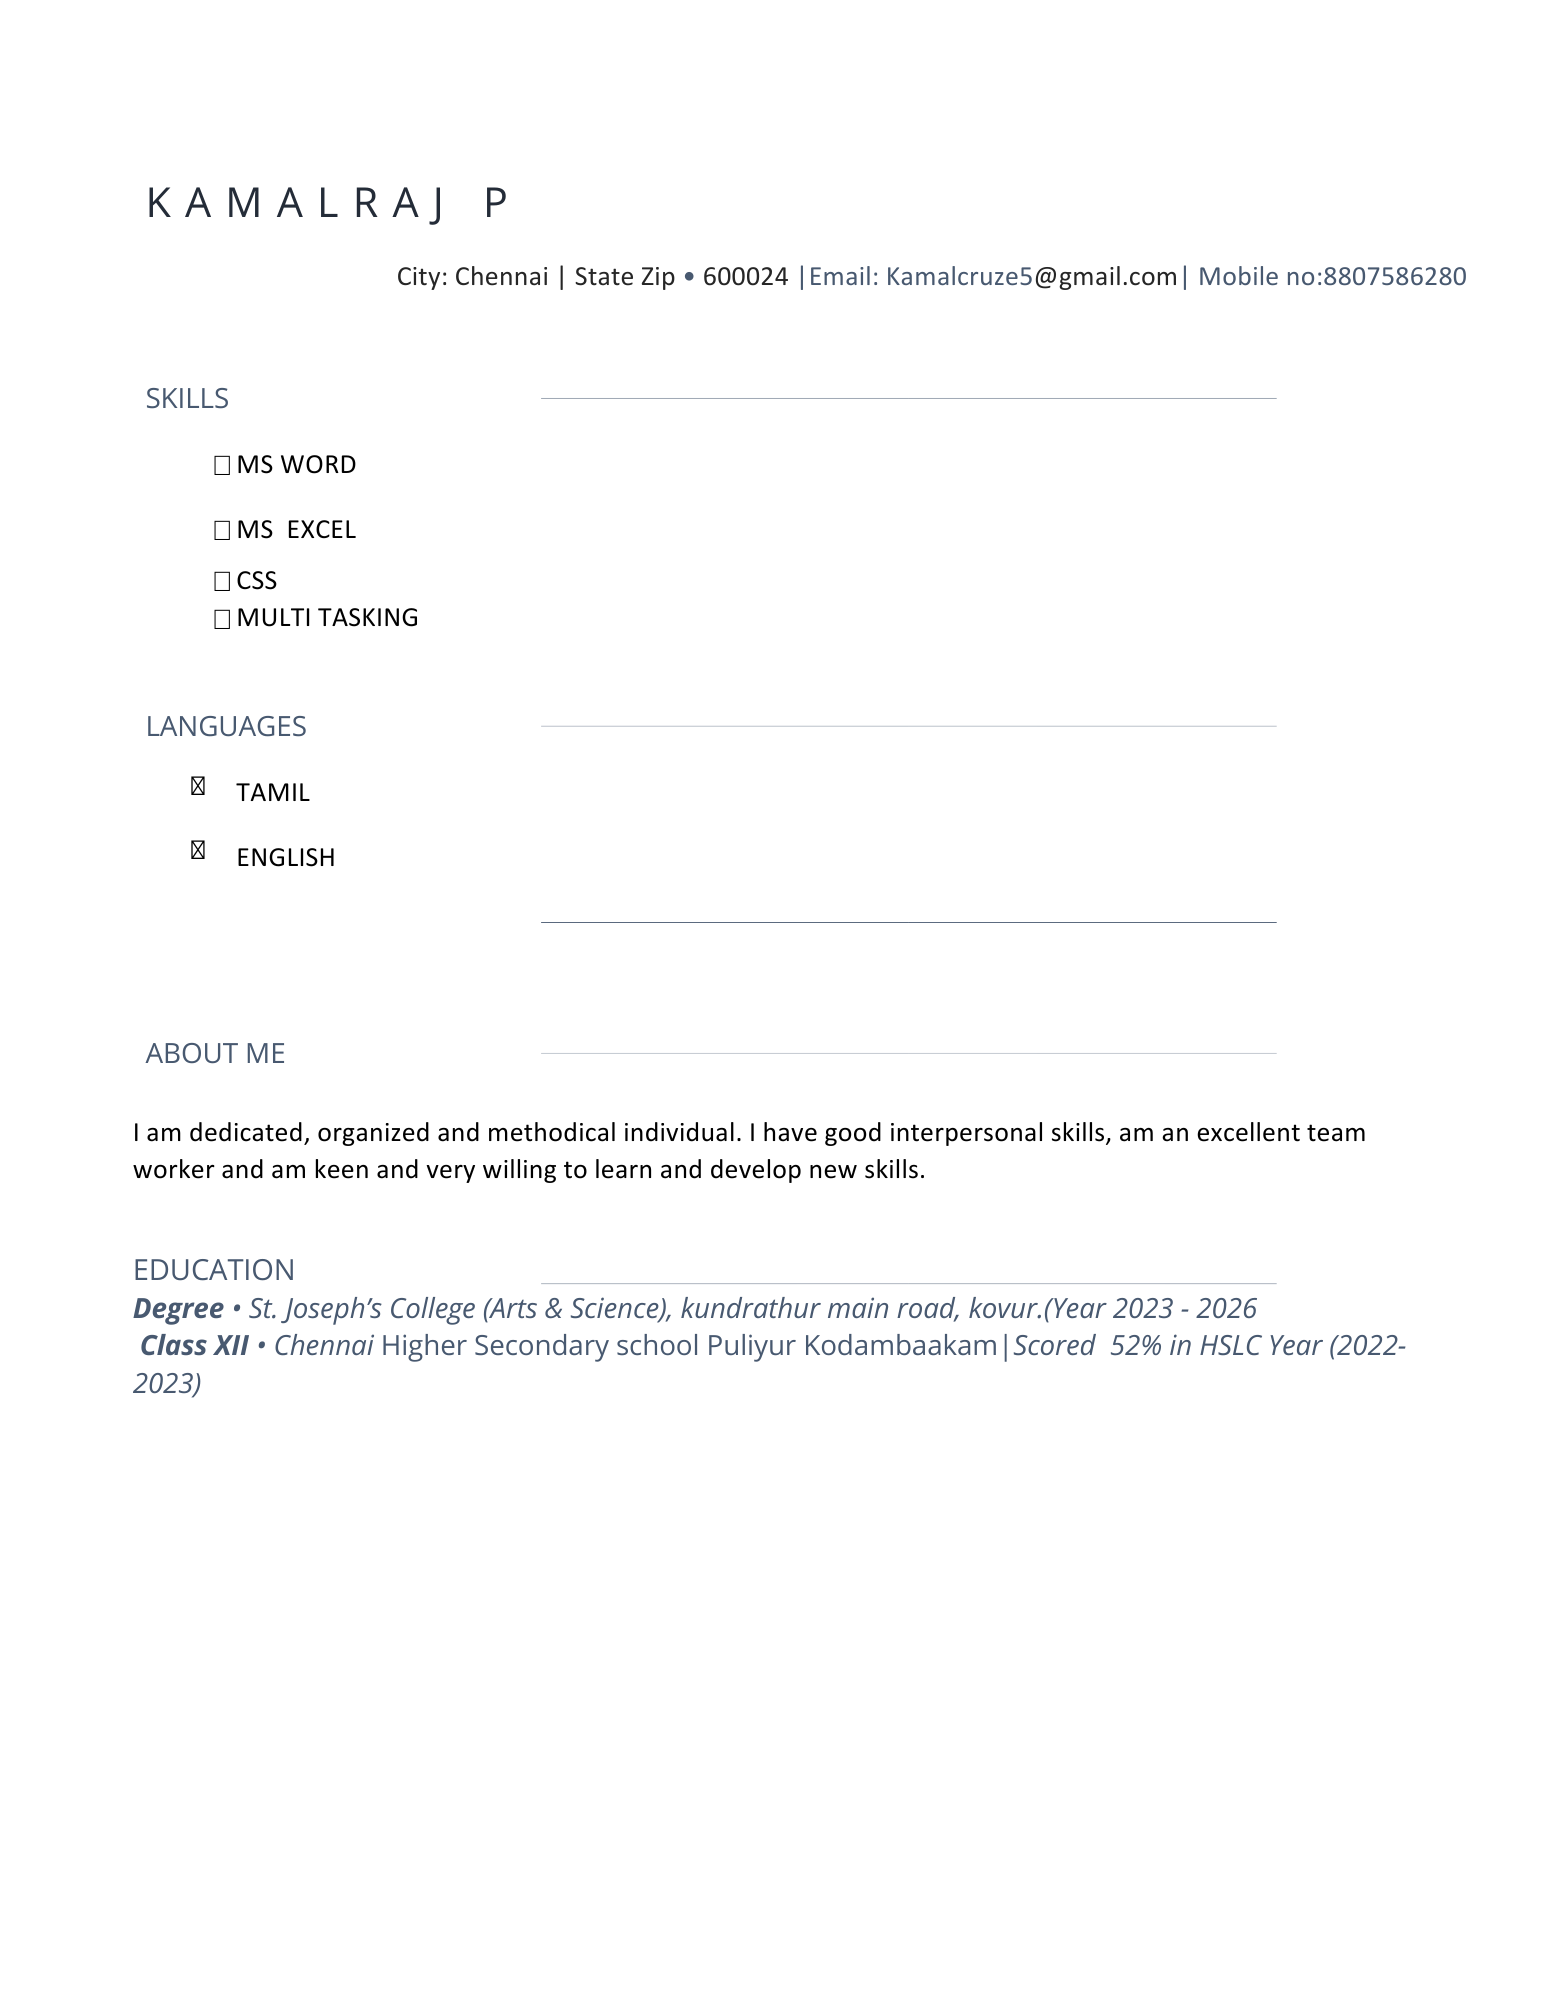 KAMALRAJ P
City: Chennai | State Zip • 600024 |Email: Kamalcruze5@gmail.com| Mobile no:8807586280
SKILLS
MS WORD
MS  EXCEL
CSS
MULTI TASKING
LANGUAGES
TAMIL
ENGLISH
ABOUT ME
I am dedicated, organized and methodical individual. I have good interpersonal skills, am an excellent team
worker and am keen and very willing to learn and develop new skills.
EDUCATION
Degree • St. Joseph’s College (Arts & Science), kundrathur main road, kovur.(Year 2023 - 2026
Class XII • Chennai Higher Secondary school Puliyur Kodambaakam|Scored  52% in HSLC Year (2022-
2023)